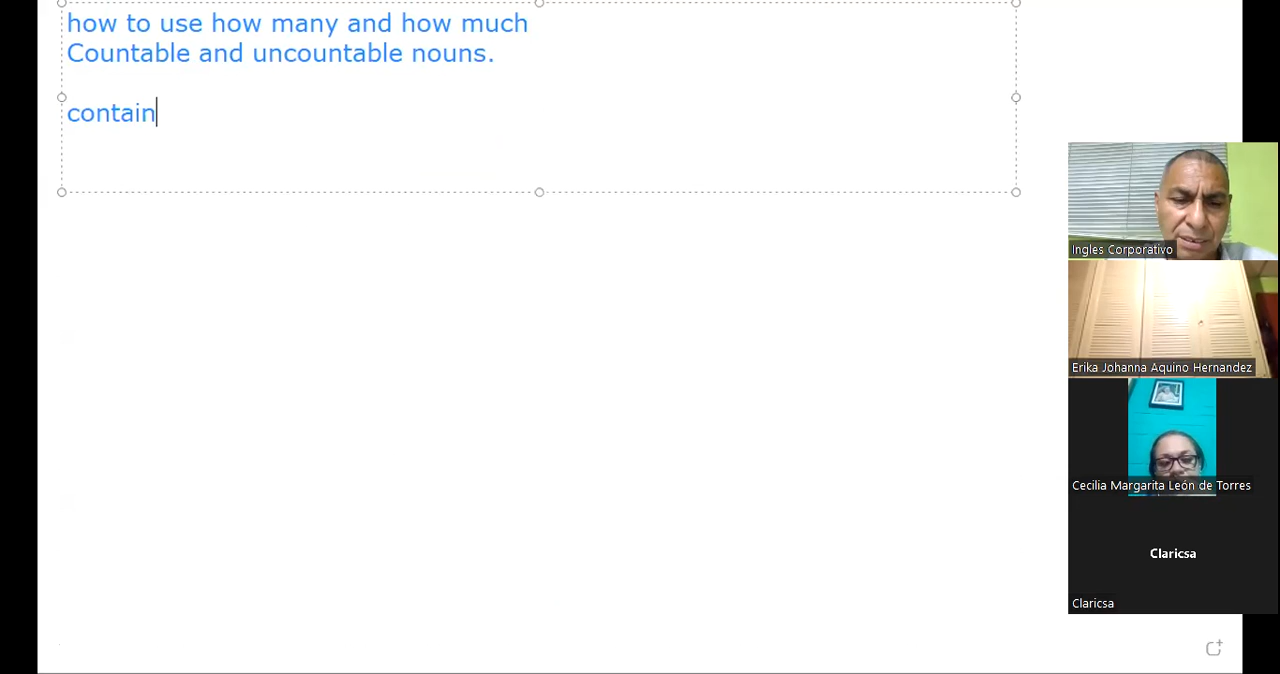 how to use how many and how much
Countable and uncountable nouns.
contain
Ingles Corporativo
Erika Johanna Aquino Hernandez
Cecilia Margarita León de Torres
Claricsa
Claricsa